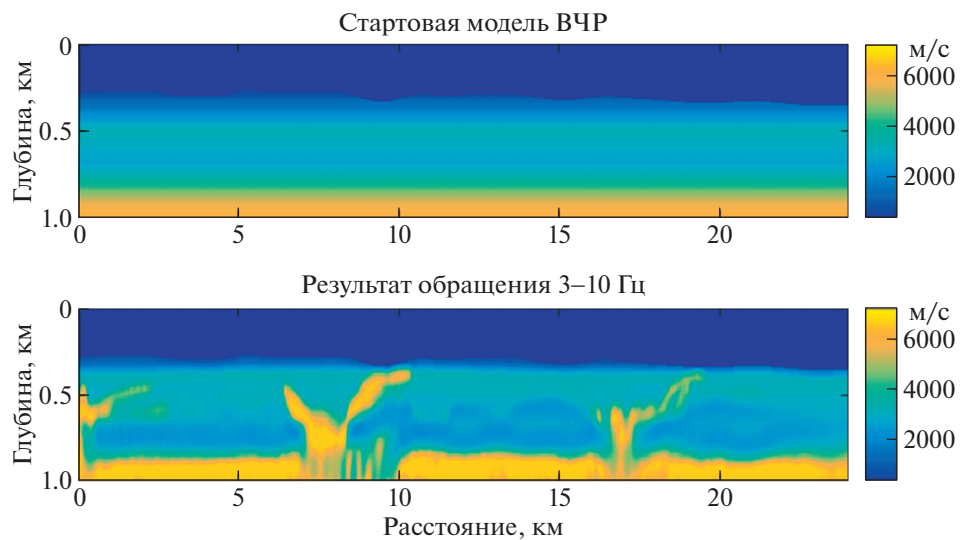 Стартовая модель ВЧР
0
0.5
1.0
Глубина, км
0 5 10 15 20
м/с
6000
4000
2000
Результат обращения 3–10 Гц
0
0.5
1.0
Глубина, км
0 5 10 15 20
Расстояние, км
м/с
6000
4000
2000